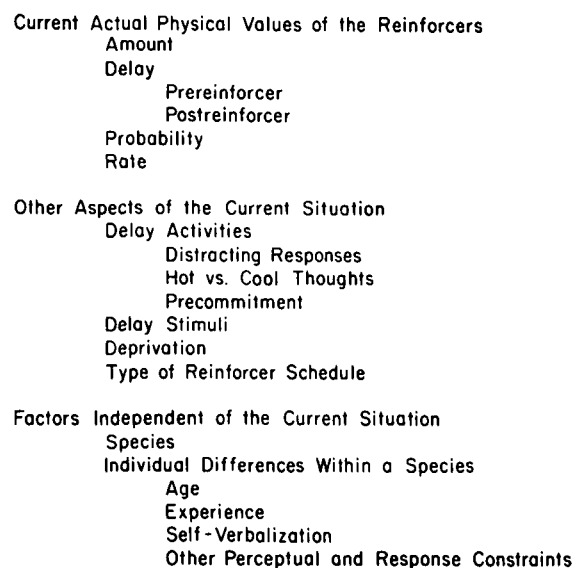 Current Actual Physical Values of the Reinforcers
Amount
Delay
Prereinforcer
Postreinforcer
Probability
Rate
Other Aspects of the Current Situation
Delay Activities
Distracting Responses
Hot vs. Cool Thoughts
Precommitment
Delay Stimuli
Deprivation
Type of Reinforcer Schedule
Factors Independent of the Current Situation
Species
Individual Differences Within a Species
Age
Experience
Self-Verbalization
Other Perceptual and Response Constraints